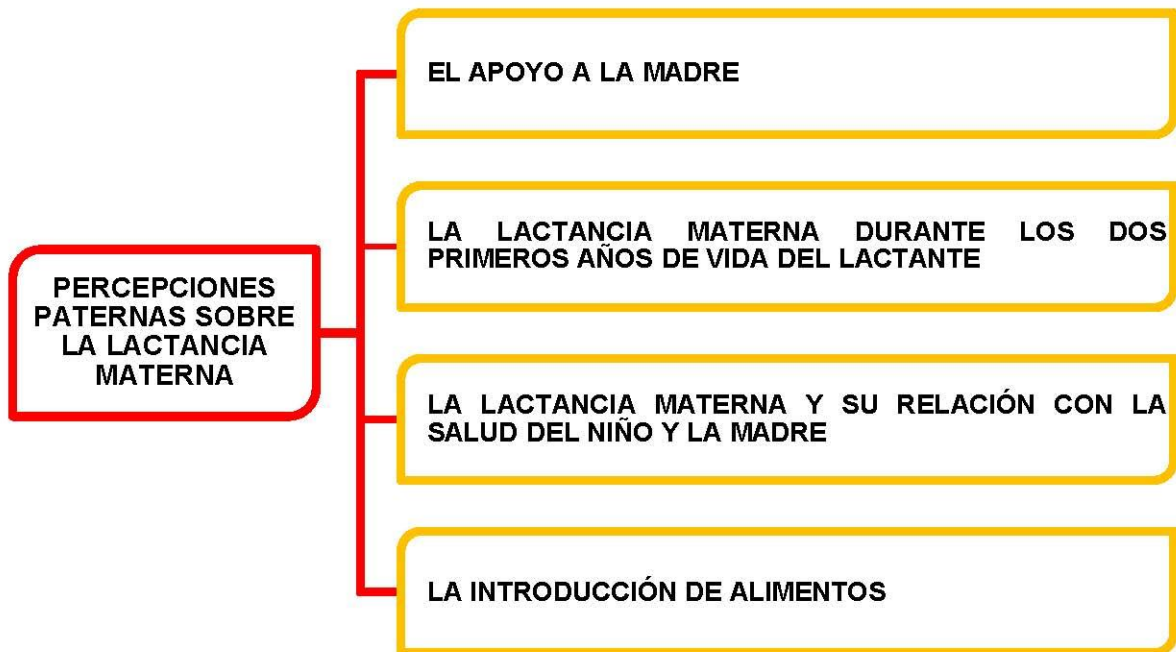 PERCEPCIONES
PATERNAS SOBRE
LA LACTANCIA
MATERNA
EL APOYO A LA MADRE
LA LACTANCIA MATERNA DURANTE LOS DOS
PRIMEROS AÑOS DE VIDA DEL LACTANTE
LA LACTANCIA MATERNA Y SU RELACIÓN CON LA
SALUD DEL NIÑO Y LA MADRE
LA INTRODUCCIÓN DE ALIMENTOS